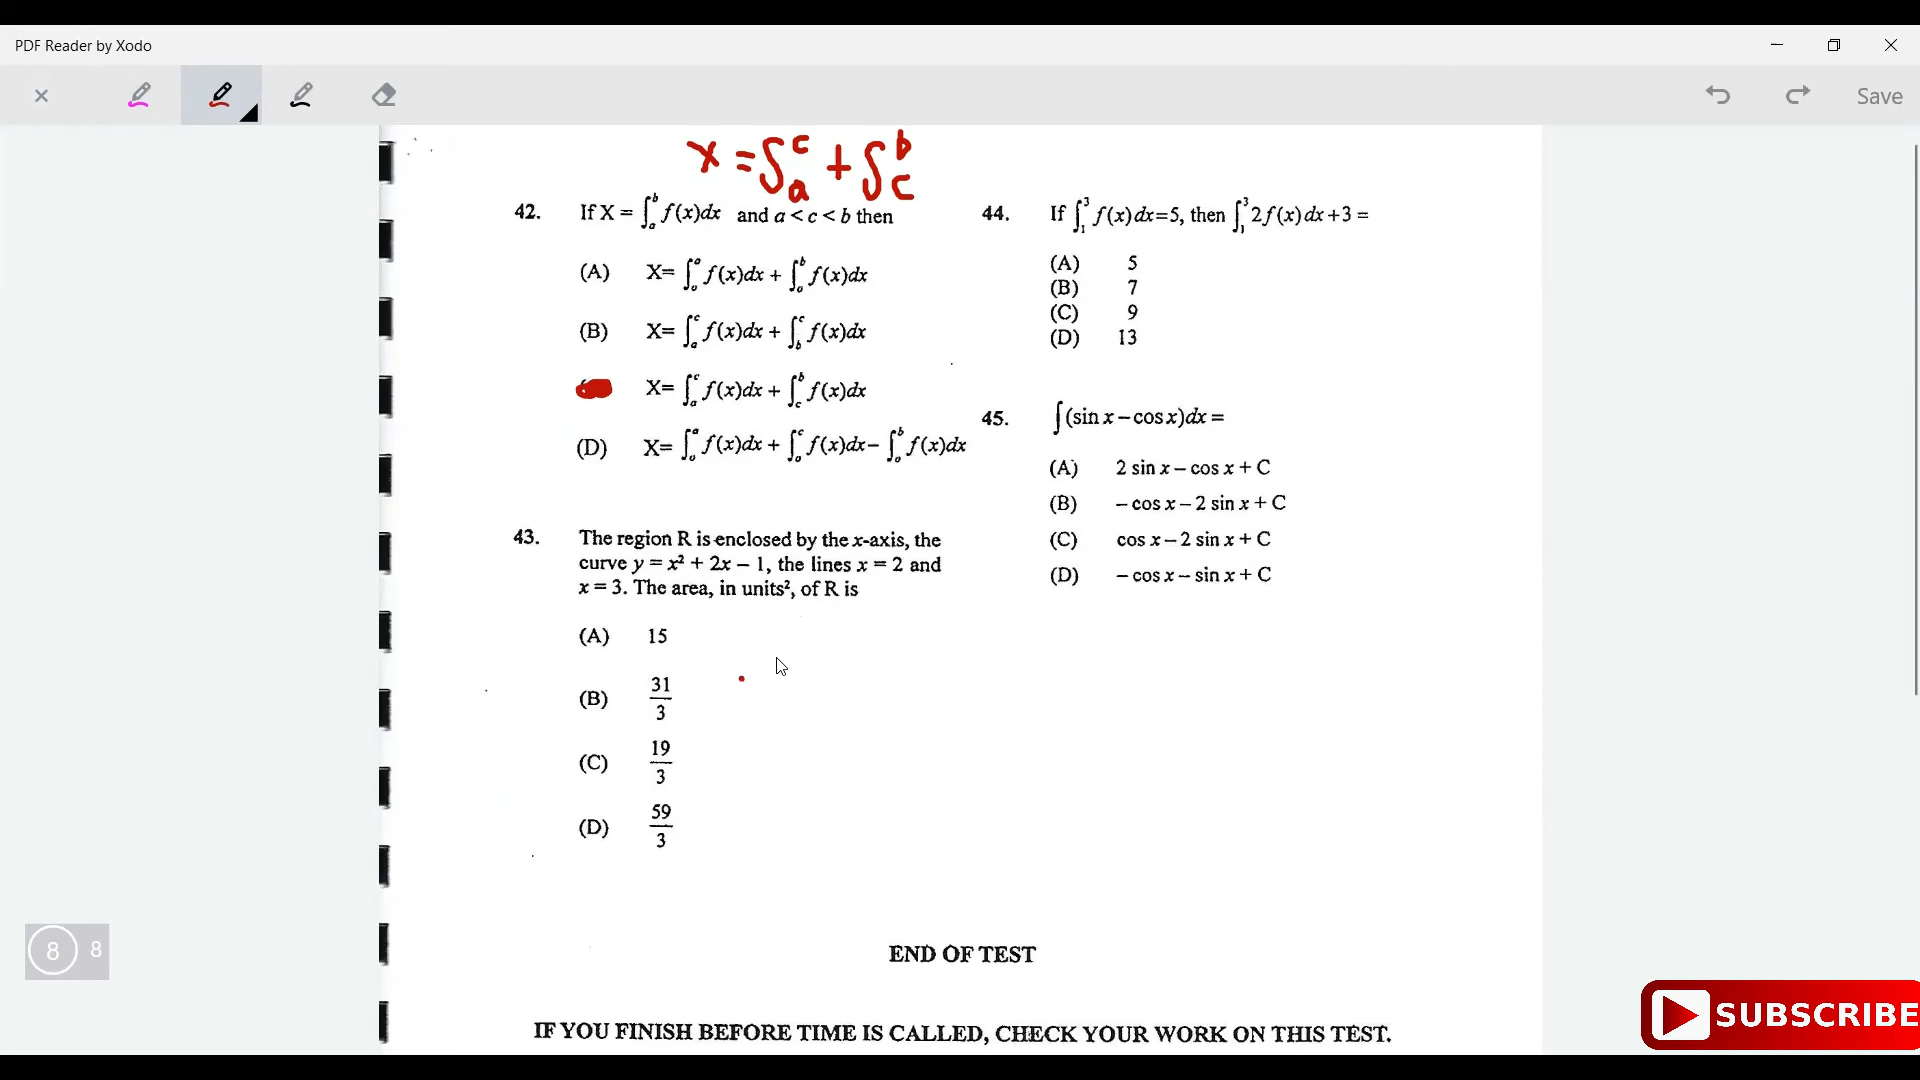 PDF Reader by Xodo
Save
x = ∫_a^c + ∫_c^b
42. If X = ∫_a^b f(x)dx and a < c < b then
(A) X= ∫_o^a f(x)dx + ∫_o^b f(x)dx
(B) X= ∫_a^c f(x)dx + ∫_b^c f(x)dx
X= ∫_a^c f(x)dx + ∫_c^b f(x)dx
(D) X= ∫_o^a f(x)dx + ∫_o^c f(x)dx – ∫_o^b f(x)dx
43. The region R is enclosed by the x-axis, the
curve y = x² + 2x – 1, the lines x = 2 and
x = 3. The area, in units², of R is
(A) 15
(B) 31/3
(C) 19/3
(D) 59/3
44. If ∫_1^3 f(x)dx=5, then ∫_1^3 2f(x)dx+3 =
(A) 5
(B) 7
(C) 9
(D) 13
45. ∫(sin x – cos x)dx =
(A) 2 sin x – cos x + C
(B) – cos x – 2 sin x + C
(C) cos x – 2 sin x + C
(D) – cos x – sin x + C
END OF TEST
IF YOU FINISH BEFORE TIME IS CALLED, CHECK YOUR WORK ON THIS TEST.
8 8
SUBSCRIBE